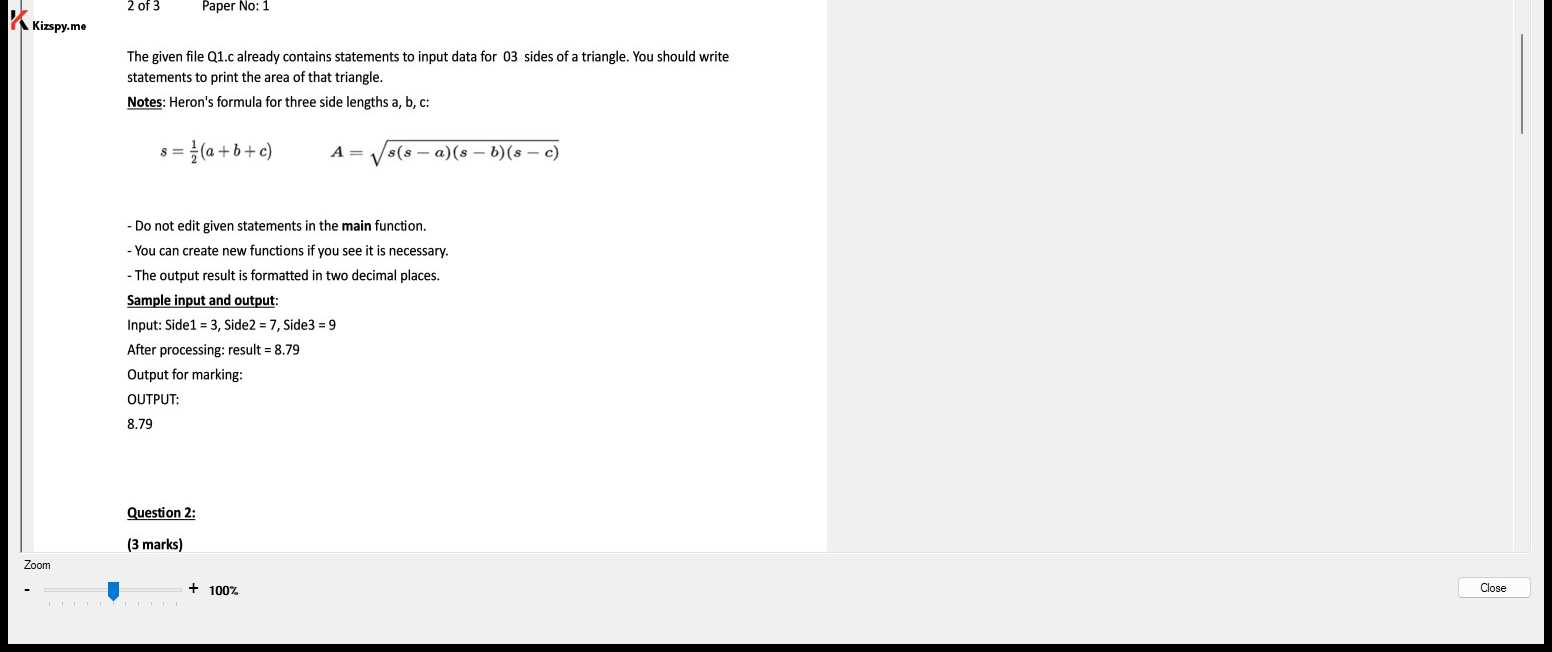 2 of 3 Paper No: 1
Kizspy.me
The given file Q1.c already contains statements to input data for 03 sides of a triangle. You should write
statements to print the area of that triangle.
Notes: Heron's formula for three side lengths a, b, c:
s = ½(a + b + c) A = √s(s − a)(s − b)(s − c)
- Do not edit given statements in the main function.
- You can create new functions if you see it is necessary.
- The output result is formatted in two decimal places.
Sample input and output:
Input: Side1 = 3, Side2 = 7, Side3 = 9
After processing: result = 8.79
Output for marking:
OUTPUT:
8.79
Question 2:
(3 marks)
Zoom
- + 100%
Close